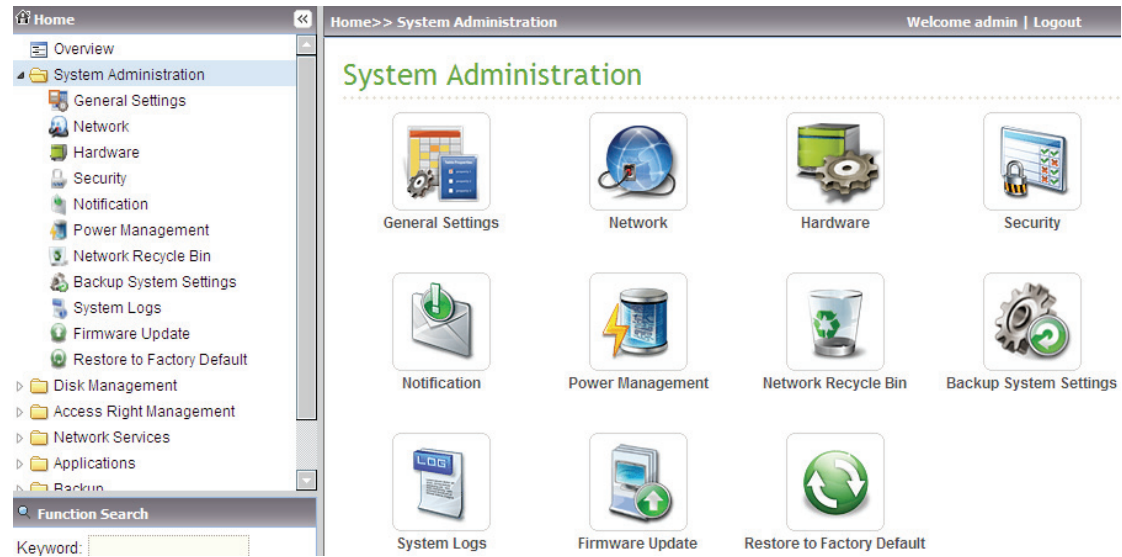 Home
Home>> System Administration
Welcome admin | Logout
Overview
System Administration
General Settings
Network
Hardware
Security
Notification
Power Management
Network Recycle Bin
Backup System Settings
System Logs
Firmware Update
Restore to Factory Default
Disk Management
Access Right Management
Network Services
Applications
Backup
Function Search
Keyword:
System Administration
General Settings
Network
Hardware
Security
Notification
Power Management
Network Recycle Bin
Backup System Settings
LOG
System Logs
Firmware Update
Restore to Factory Default